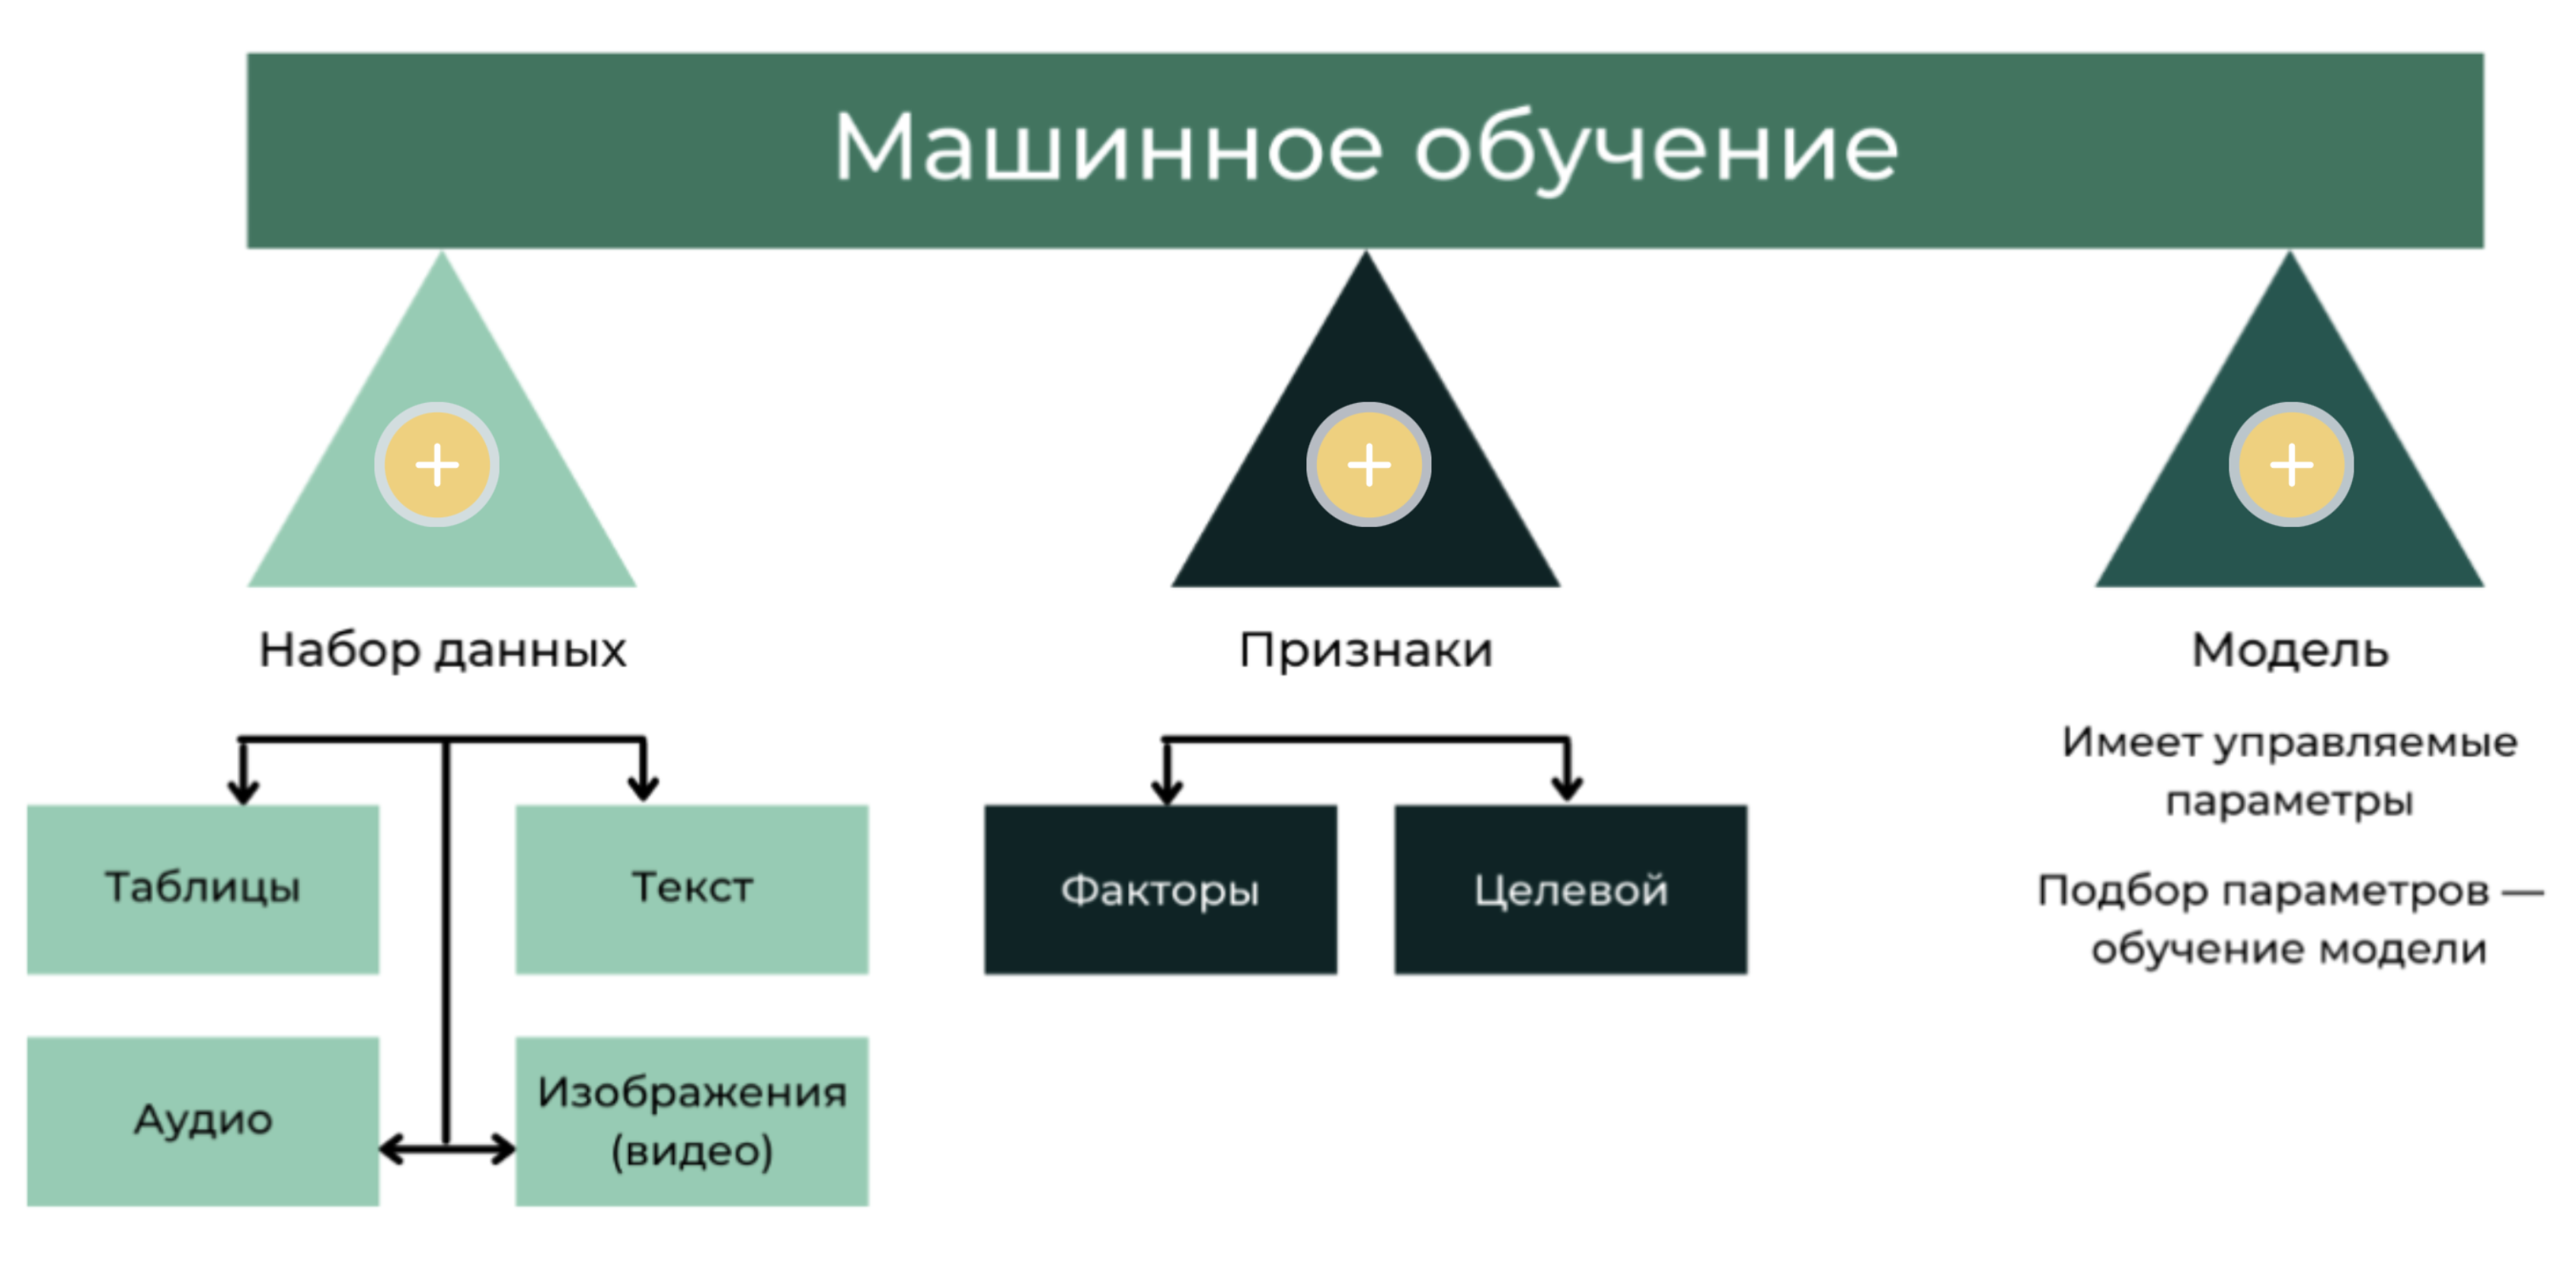 Машинное обучение
Набор данных
Таблицы
Текст
Аудио
Изображения
(видео)
Признаки
Факторы
Целевой
Модель
Имеет управляемые
параметры
Подбор параметров —
обучение модели